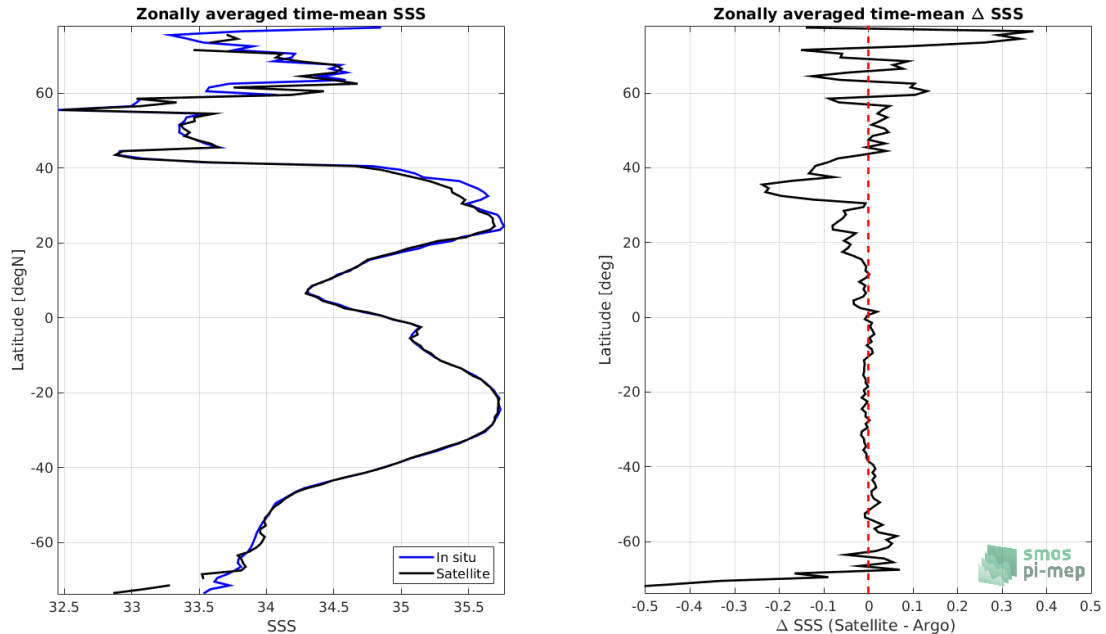 Zonally averaged time-mean SSS
Latitude [degN]
60
40
20
0
-20
-40
-60
32.5 33 33.5 34 34.5 35 35.5
SSS
In situ
Satellite
Zonally averaged time-mean Δ SSS
Latitude [deg]
60
40
20
0
-20
-40
-60
-0.5 -0.4 -0.3 -0.2 -0.1 0 0.1 0.2 0.3 0.4 0.5
Δ SSS (Satellite - Argo)
smos
pi-mep